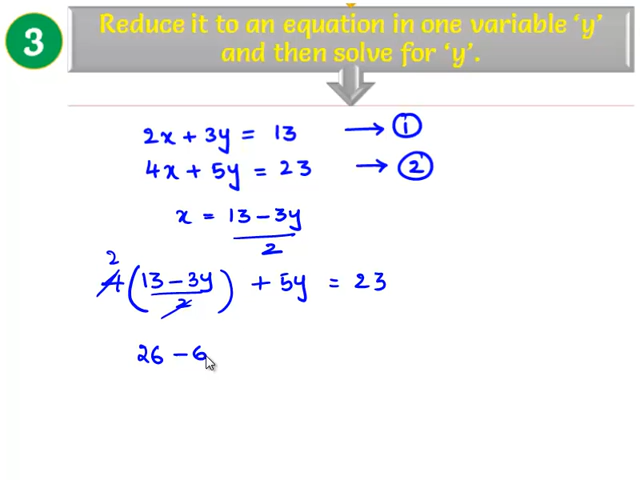 3
Reduce it to an equation in one variable ‘y’
and then solve for ‘y’.
2x + 3y = 13 → ①
4x + 5y = 23 → ②
x = (13 – 3y)/2
4 2 ( (13 – 3y)/2 ) + 5y = 23
26 – 6